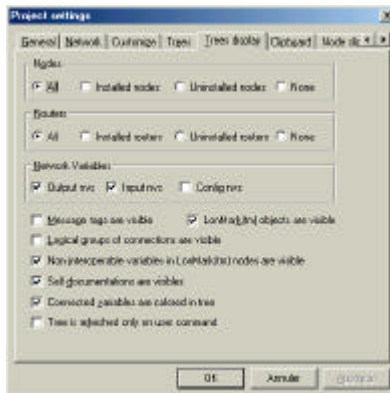 Project settings
General Network Customize Trees Trees display Clipboard Node
Nodes
All Installed nodes Uninstalled nodes None
Routers
All Installed routers Uninstalled routers None
Network Variables
Output nvs Input nvs Config nvs
Message tags are visible LonMark(tm) objects are visible
Logical groups of connections are visible
Non interoperable variables in LonMark(tm) nodes are visible
Self documentations are visibles
Connected variables are colored in tree
Tree is refreshed only on user command
OK Annuler